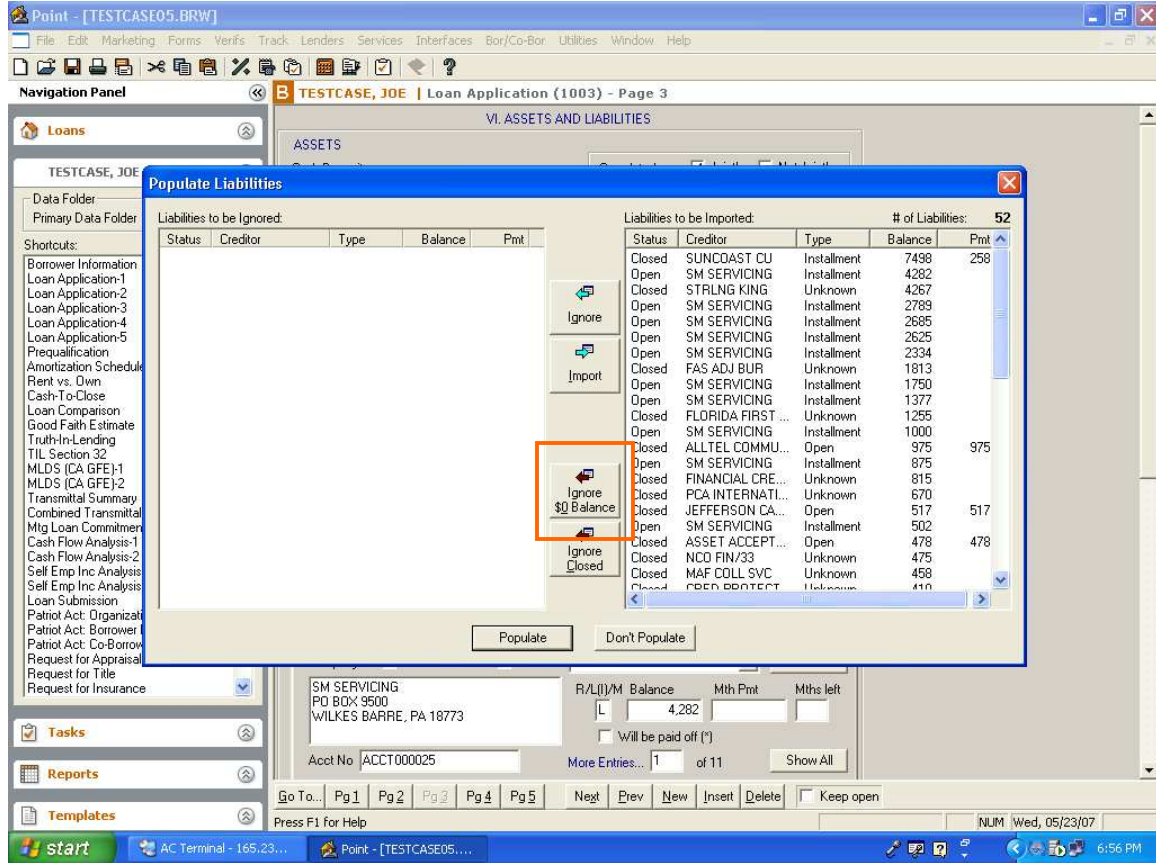 Point - [TESTCASE05.BRW]
File Edit Marketing Forms Verifs Track Lenders Services Interfaces Bor/Co-Bor Utilities Window Help
Navigation Panel
B TESTCASE, JOE | Loan Application (1003) - Page 3
Loans
TESTCASE, JOE
Data Folder
Primary Data Folder
Shortcuts:
Borrower Information
Loan Application-1
Loan Application-2
Loan Application-3
Loan Application-4
Loan Application-5
Prequalification
Amortization Schedule
Rent vs. Own
Cash-To-Close
Loan Comparison
Good Faith Estimate
Truth-In-Lending
TIL Section 32
MLDS (CA GFE)-1
MLDS (CA GFE)-2
Transmittal Summary
Combined Transmittal
Mtg Loan Commitmen
Cash Flow Analysis-1
Cash Flow Analysis-2
Self Emp Inc Analysis
Self Emp Inc Analysis
Loan Submission
Patriot Act: Organizati
Patriot Act: Borrower
Patriot Act: Co-Borrow
Request for Appraisal
Request for Title
Request for Insurance
Tasks
Reports
Templates
VI. ASSETS AND LIABILITIES
ASSETS
Populate Liabilities
Liabilities to be Ignored:
Status Creditor Type Balance Pmt
Ignore
Import
Ignore
$0 Balance
Ignore
Closed
Liabilities to be Imported: # of Liabilities: 52
Status Creditor Type Balance Pmt
Closed SUNCOAST CU Installment 7498 258
Open SM SERVICING Installment 4282
Closed STRLNG KING Unknown 4267
Open SM SERVICING Installment 2789
Open SM SERVICING Installment 2685
Open SM SERVICING Installment 2625
Open SM SERVICING Installment 2334
Closed FAS ADJ BUR Unknown 1813
Open SM SERVICING Installment 1750
Open SM SERVICING Installment 1377
Closed FLORIDA FIRST ... Unknown 1255
Open SM SERVICING Installment 1000
Closed ALLTEL COMMU... Open 975 975
Open SM SERVICING Installment 875
Closed FINANCIAL CRE... Unknown 815
Closed PCA INTERNATI... Unknown 670
Closed JEFFERSON CA... Open 517 517
Open SM SERVICING Installment 502
Closed ASSET ACCEPT... Open 478 478
Closed NCO FIN/33 Unknown 475
Closed MAF COLL SVC Unknown 458
Closed CRED PROTECT Unknown 410
Populate Don't Populate
SM SERVICING
PO BOX 9500
WILKES BARRE, PA 18773
R/L(I)/M Balance Mth Pmt Mths left
L 4,282
Will be paid off (*)
Acct No ACCT000025
More Entries... 1 of 11 Show All
Go To... Pg 1 Pg 2 Pg 3 Pg 4 Pg 5 Next Prev New Insert Delete Keep open
Press F1 for Help
NUM Wed, 05/23/07
start
AC Terminal - 165.23...
Point - [TESTCASE05....
6:56 PM